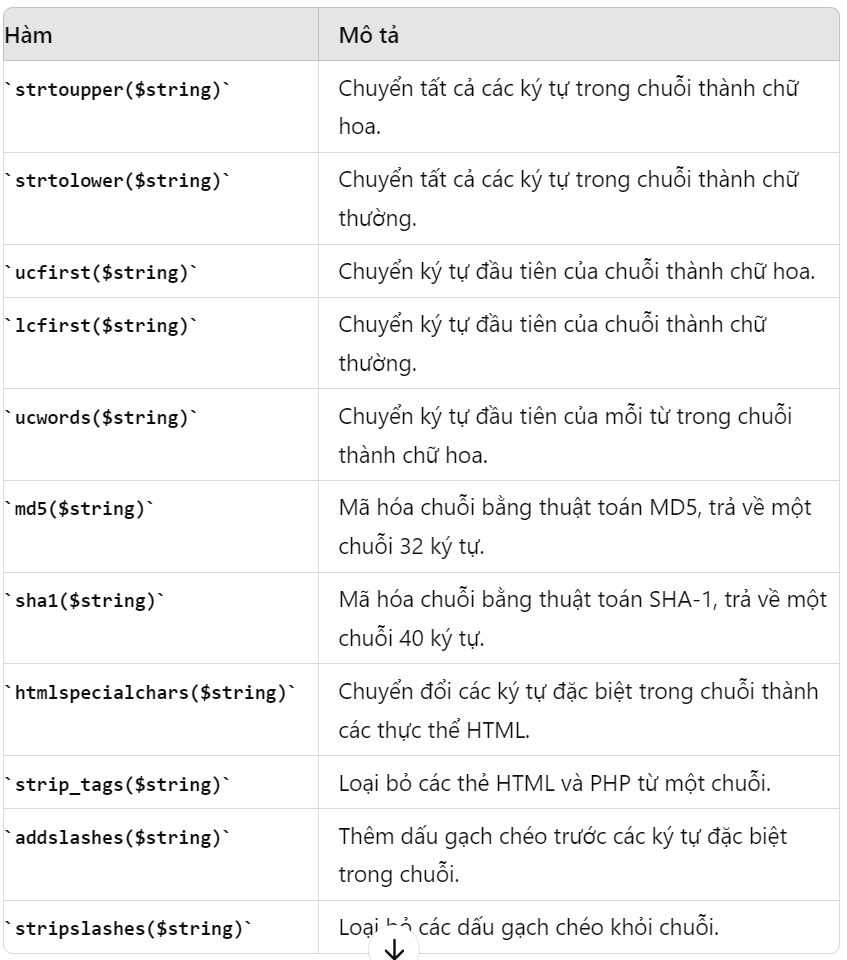 Hàm Mô tả
`strtoupper($string)` Chuyển tất cả các ký tự trong chuỗi thành chữ
hoa.
`strtolower($string)` Chuyển tất cả các ký tự trong chuỗi thành chữ
thường.
`ucfirst($string)` Chuyển ký tự đầu tiên của chuỗi thành chữ hoa.
`lcfirst($string)` Chuyển ký tự đầu tiên của chuỗi thành chữ
thường.
`ucwords($string)` Chuyển ký tự đầu tiên của mỗi từ trong chuỗi
thành chữ hoa.
`md5($string)` Mã hóa chuỗi bằng thuật toán MD5, trả về một
chuỗi 32 ký tự.
`sha1($string)` Mã hóa chuỗi bằng thuật toán SHA-1, trả về một
chuỗi 40 ký tự.
`htmlspecialchars($string)` Chuyển đổi các ký tự đặc biệt trong chuỗi thành
các thực thể HTML.
`strip_tags($string)` Loại bỏ các thẻ HTML và PHP từ một chuỗi.
`addslashes($string)` Thêm dấu gạch chéo trước các ký tự đặc biệt
trong chuỗi.
`stripslashes($string)` Loại bỏ các dấu gạch chéo khỏi chuỗi.